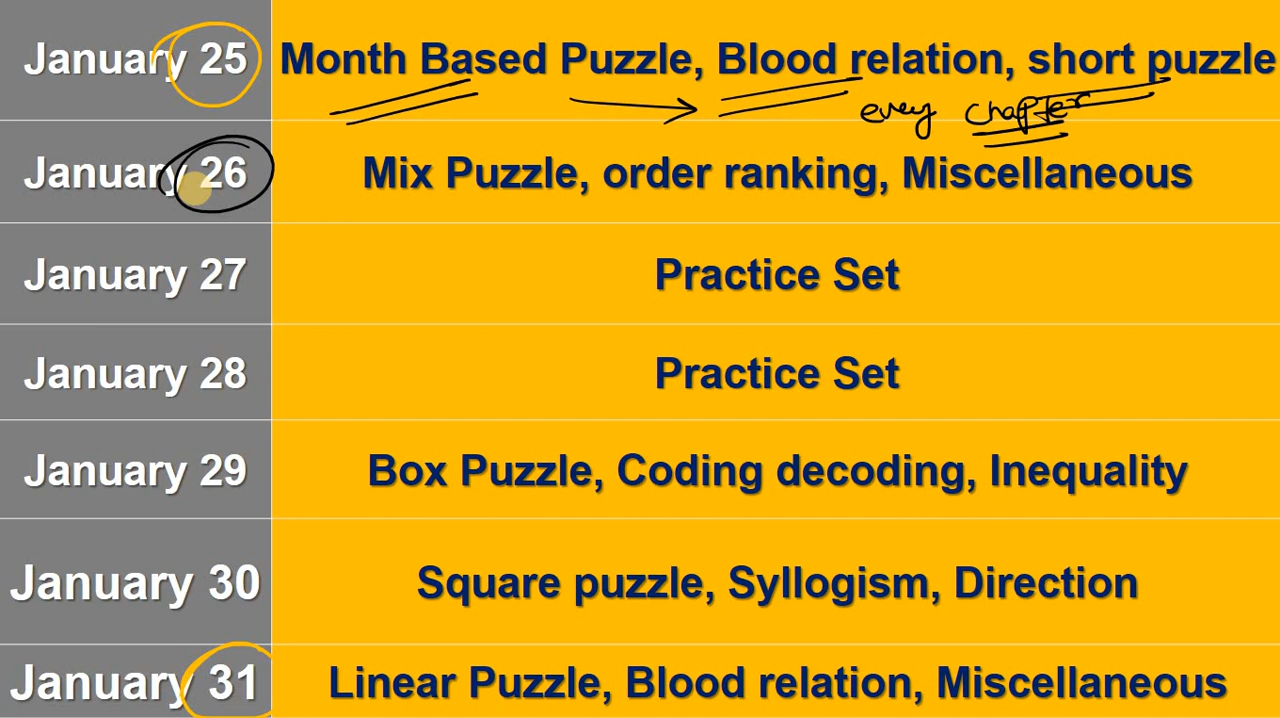 January 25 Month Based Puzzle, Blood relation, short puzzle
every chapter
January 26 Mix Puzzle, order ranking, Miscellaneous
January 27 Practice Set
January 28 Practice Set
January 29 Box Puzzle, Coding decoding, Inequality
January 30 Square puzzle, Syllogism, Direction
January 31 Linear Puzzle, Blood relation, Miscellaneous